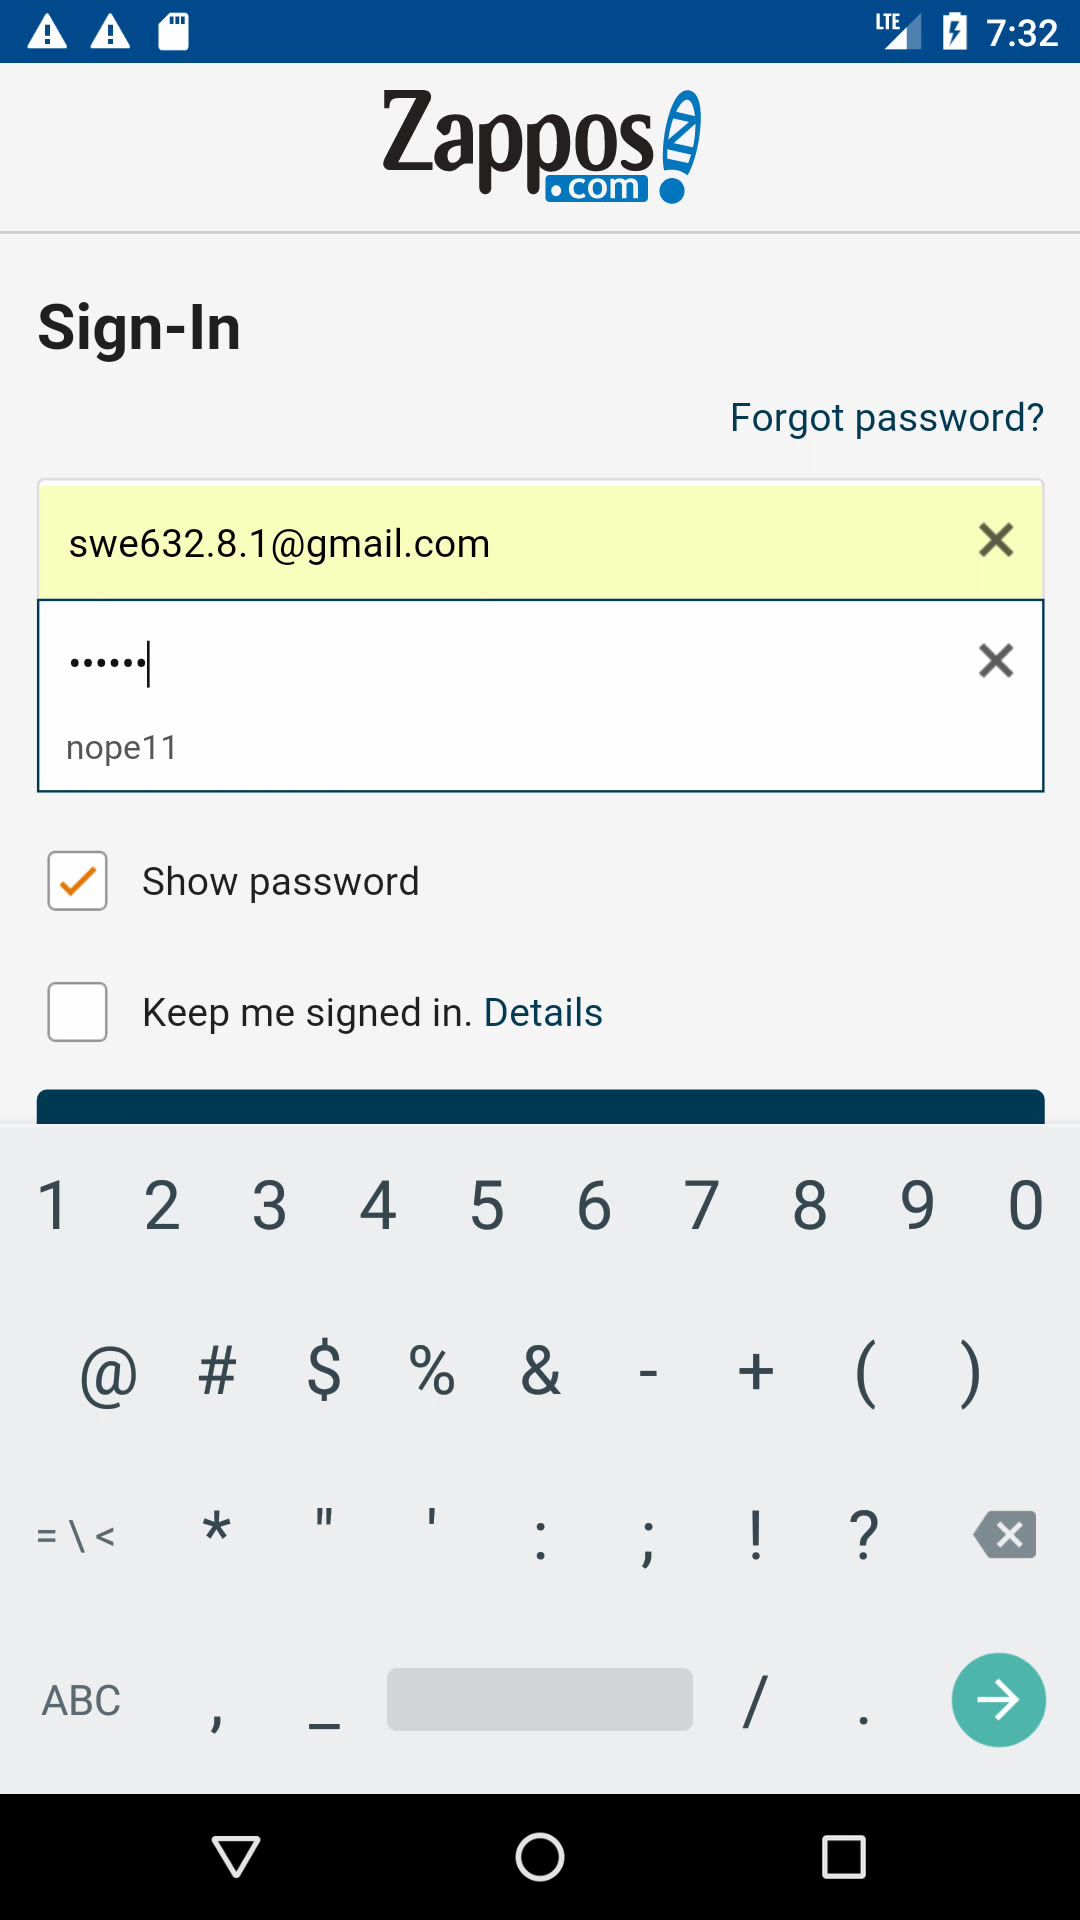 LTE 7:32
Zappos
.com
Sign-In
Forgot password?
swe632.8.1@gmail.com
••••••
nope11
Show password
Keep me signed in. Details
1 2 3 4 5 6 7 8 9 0
@ # $ % & - + ( )
= \ < * " ' : ; ! ?
ABC , _ / .